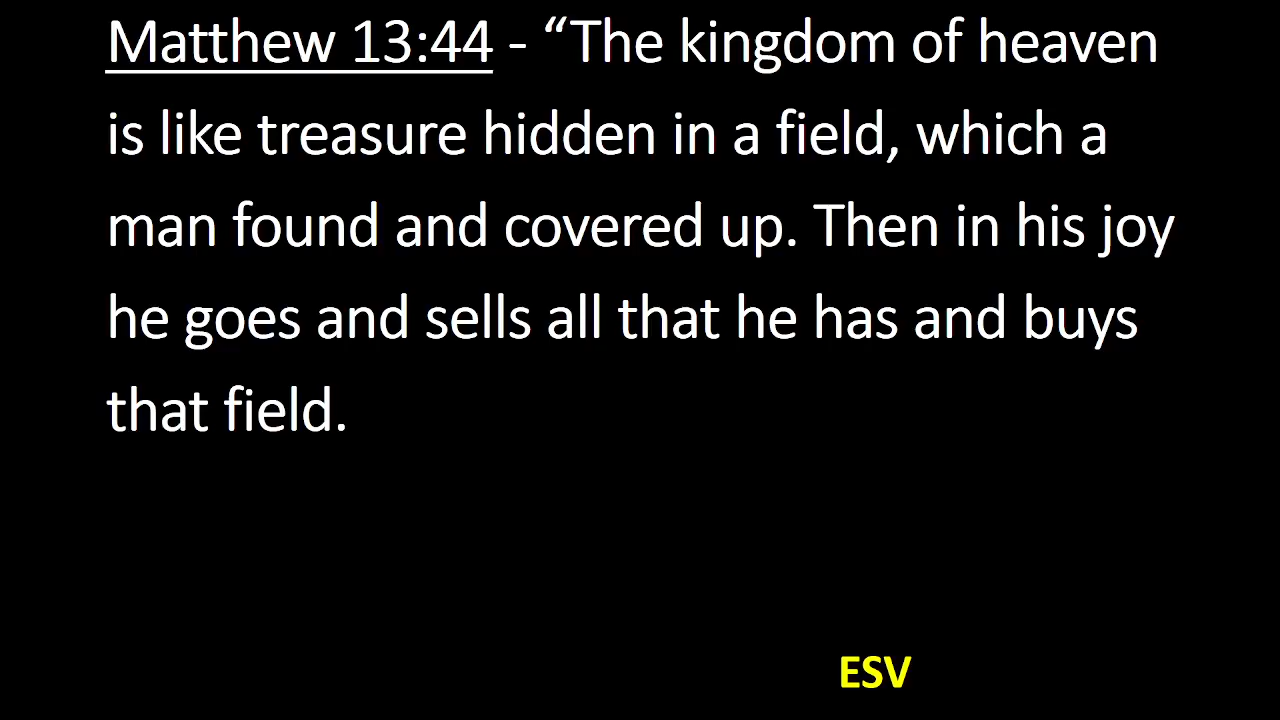 Matthew 13:44 - “The kingdom of heaven
is like treasure hidden in a field, which a
man found and covered up. Then in his joy
he goes and sells all that he has and buys
that field.
ESV